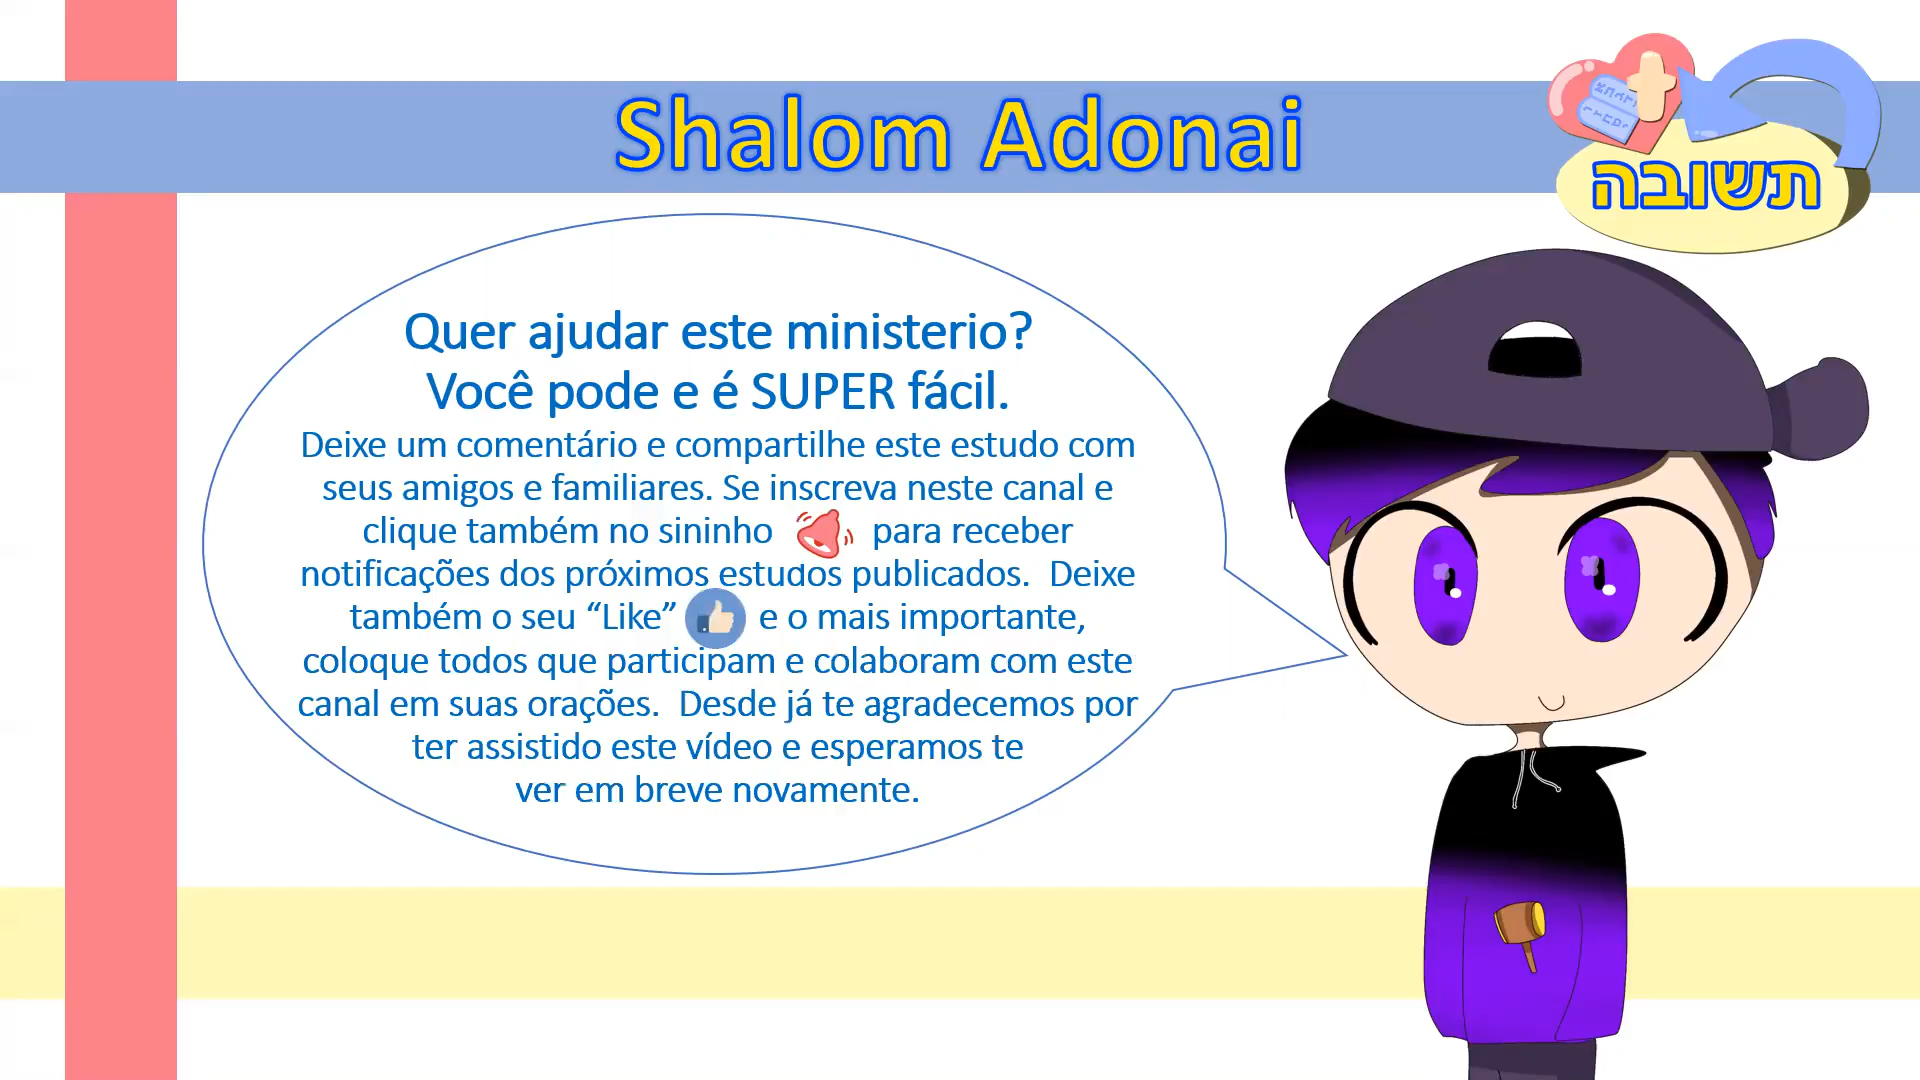 Shalom Adonai
תשובה
Quer ajudar este ministerio?
Você pode e é SUPER fácil.
Deixe um comentário e compartilhe este estudo com
seus amigos e familiares. Se inscreva neste canal e
clique também no sininho para receber
notificações dos próximos estudos publicados. Deixe
também o seu “Like” e o mais importante,
coloque todos que participam e colaboram com este
canal em suas orações. Desde já te agradecemos por
ter assistido este vídeo e esperamos te
ver em breve novamente.